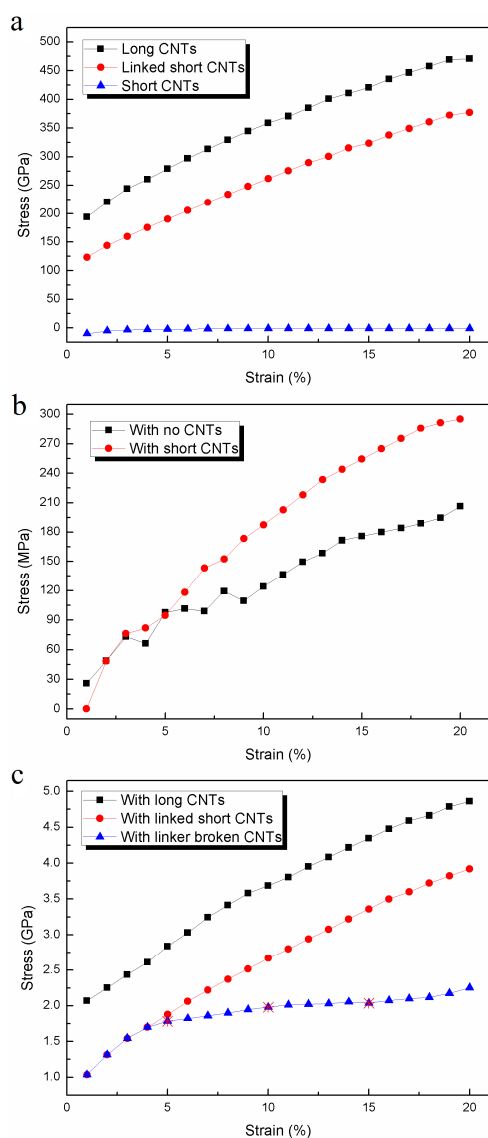 a
Long CNTs
Linked short CNTs
Short CNTs
Stress (GPa)
500
450
400
350
300
250
200
150
100
50
0
0 5 10 15 20
Strain (%)
b
With no CNTs
With short CNTs
Stress (MPa)
300
270
240
210
180
150
120
90
60
30
0
0 5 10 15 20
Strain (%)
c
With long CNTs
With linked short CNTs
With linker broken CNTs
Stress (GPa)
5.0
4.5
4.0
3.5
3.0
2.5
2.0
1.5
1.0
0 5 10 15 20
Strain (%)